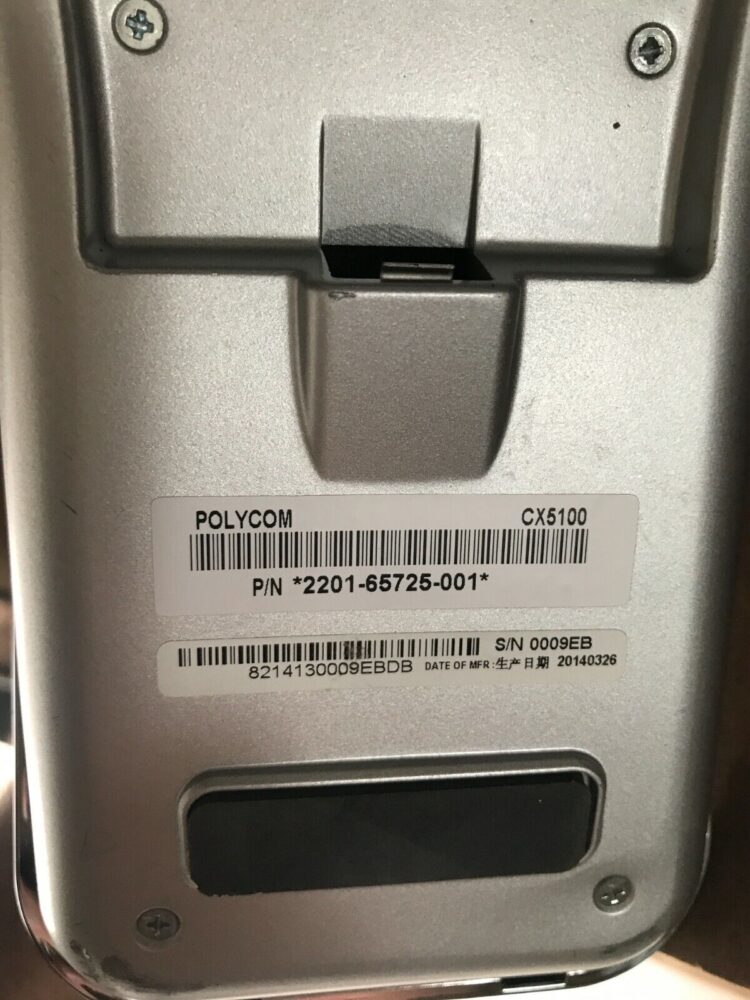 POLYCOM CX5100
P/N *2201-65725-001*
S/N 0009EB
8214130009EBDB DATE OF MFR:生产日期 20140326